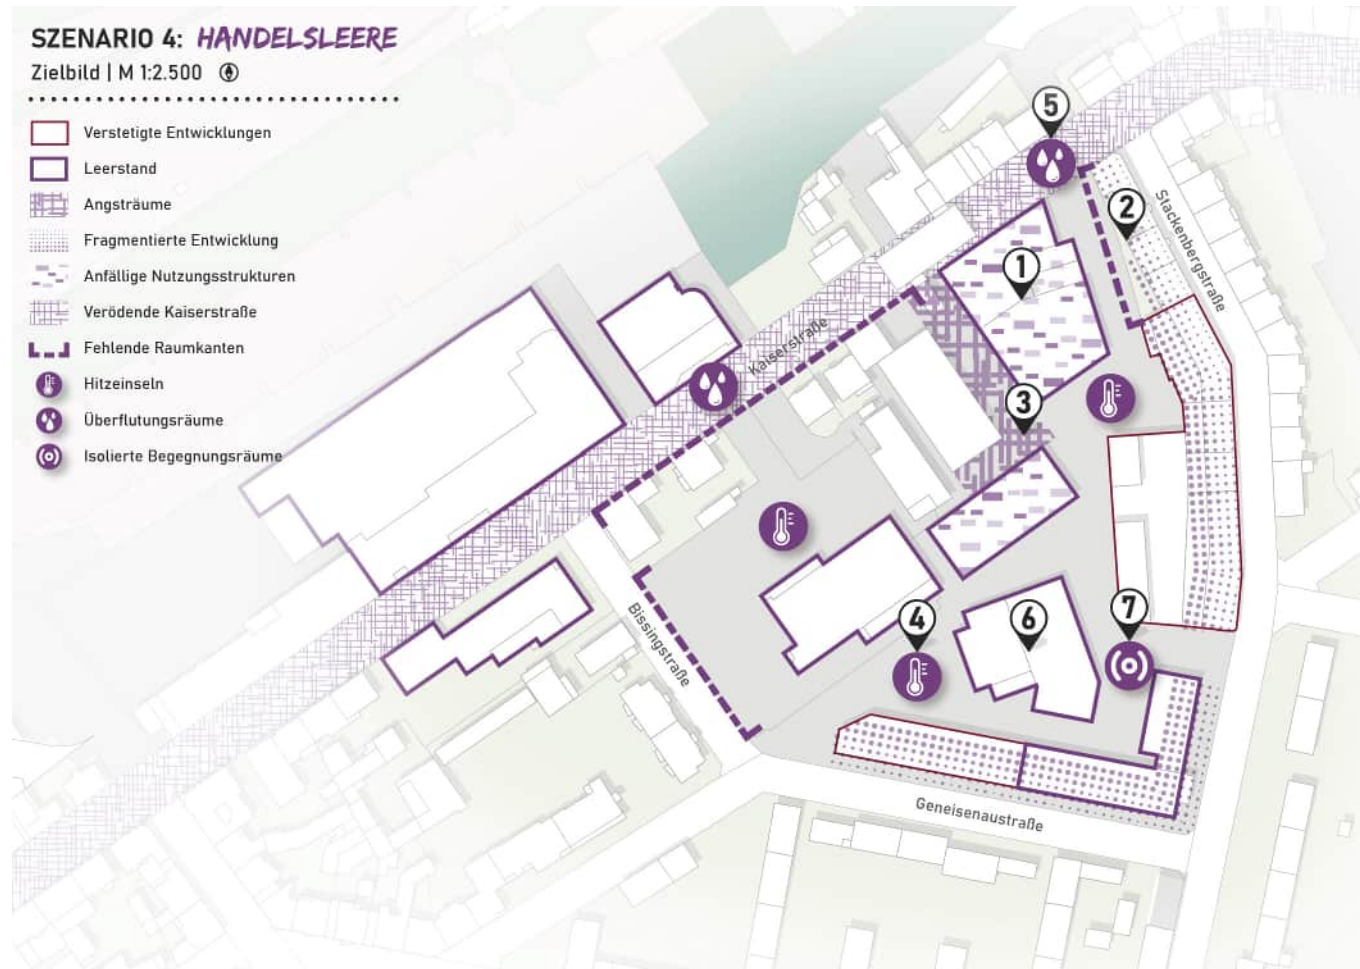 SZENARIO 4: HANDELSLEERE
Zielbild | M 1:2.500
Verstetigte Entwicklungen
Leerstand
Angsträume
Fragmentierte Entwicklung
Anfällige Nutzungsstrukturen
Verödende Kaiserstraße
Fehlende Raumkanten
Hitzeinseln
Überflutungsräume
Isolierte Begegnungsräume
5
2
Stackenbergstraße
1
Kaiserstraße
3
4
6
7
Bissingstraße
Geneisenaustraße